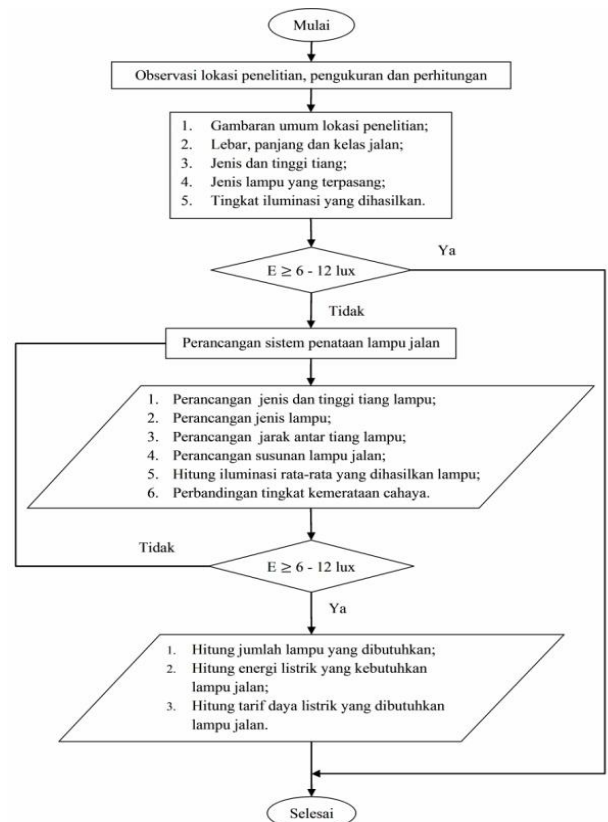 Mulai
Observasi lokasi penelitian, pengukuran dan perhitungan
1. Gambaran umum lokasi penelitian;
2. Lebar, panjang dan kelas jalan;
3. Jenis dan tinggi tiang;
4. Jenis lampu yang terpasang;
5. Tingkat iluminasi yang dihasilkan.
E ≥ 6 - 12 lux
Ya
Tidak
Perancangan sistem penataan lampu jalan
1. Perancangan jenis dan tinggi tiang lampu;
2. Perancangan jenis lampu;
3. Perancangan jarak antar tiang lampu;
4. Perancangan susunan lampu jalan;
5. Hitung iluminasi rata-rata yang dihasilkan lampu;
6. Perbandingan tingkat kemerataan cahaya.
Tidak
E ≥ 6 - 12 lux
Ya
1. Hitung jumlah lampu yang dibutuhkan;
2. Hitung energi listrik yang kebutuhkan
lampu jalan;
3. Hitung tarif daya listrik yang dibutuhkan
lampu jalan.
Selesai